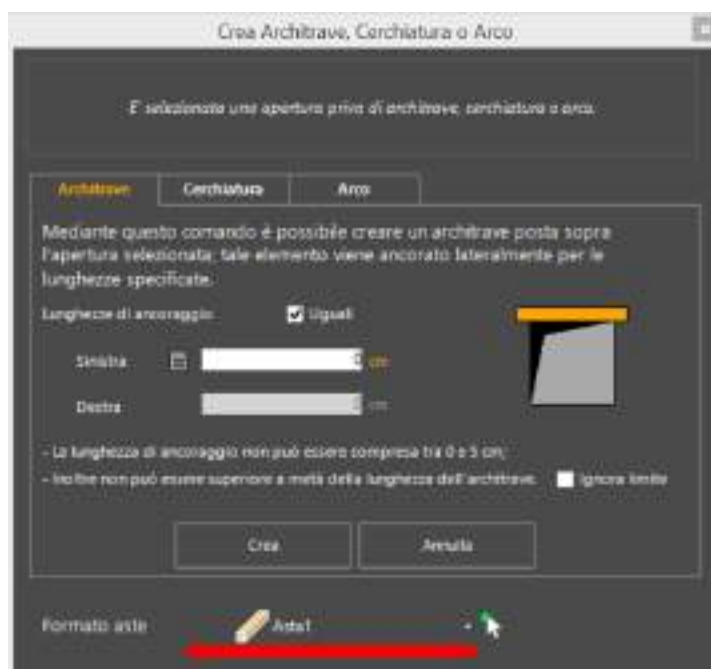 Crea Architrave, Cerchiatura o Arco
E' selezionata una apertura priva di architrave, cerchiatura o arco.
Architrave Cerchiatura Arco
Mediante questo comando è possibile creare un architrave posta sopra
l'apertura selezionata; tale elemento viene ancorato lateralmente per le
lunghezze specificate.
Lunghezze di ancoraggio Uguali
Sinistra cm
Destra cm
- La lunghezza di ancoraggio non può essere compresa tra 0 e 5 cm;
- Inoltre non può essere superiore a metà della lunghezza dell'architrave. Ignora limite
Crea Annulla
Formato aste Asta1